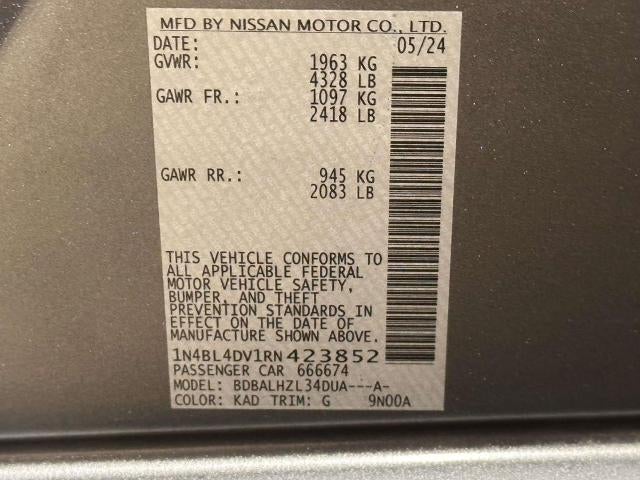 MFD BY NISSAN MOTOR CO., LTD.
DATE: 05/24
GVWR: 1963 KG
4328 LB
GAWR FR.: 1097 KG
2418 LB
GAWR RR.: 945 KG
2083 LB
THIS VEHICLE CONFORMS TO
ALL APPLICABLE FEDERAL
MOTOR VEHICLE SAFETY,
BUMPER, AND THEFT
PREVENTION STANDARDS IN
EFFECT ON THE DATE OF
MANUFACTURE SHOWN ABOVE.
1N4BL4DV1RN423852
PASSENGER CAR 666674
MODEL: BDBALHZL34DUA---A-
COLOR: KAD TRIM: G 9N00A